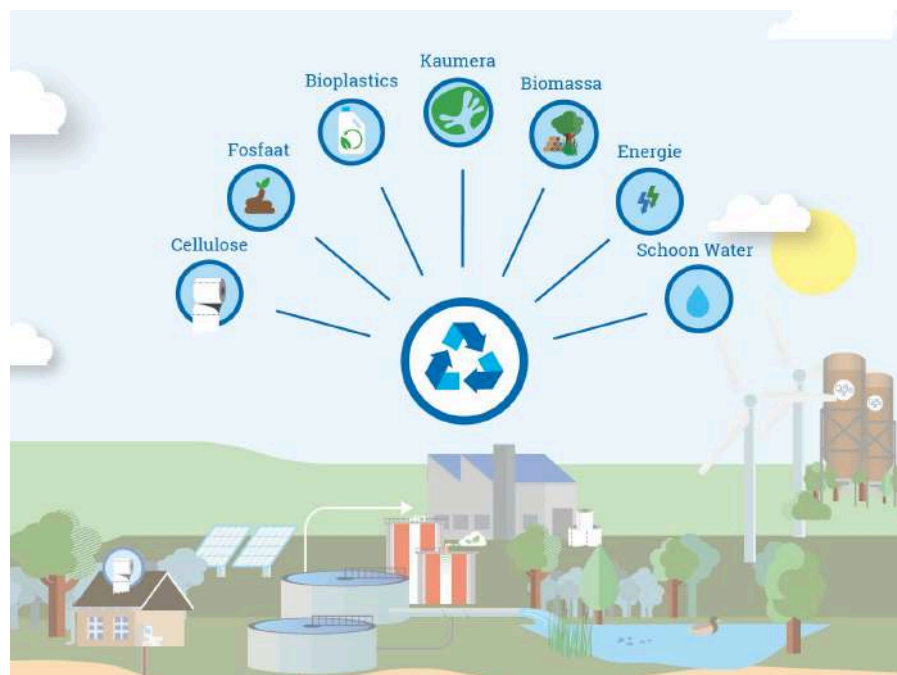 Kaumera
Bioplastics
Biomassa
Fosfaat
Energie
Cellulose
Schoon Water